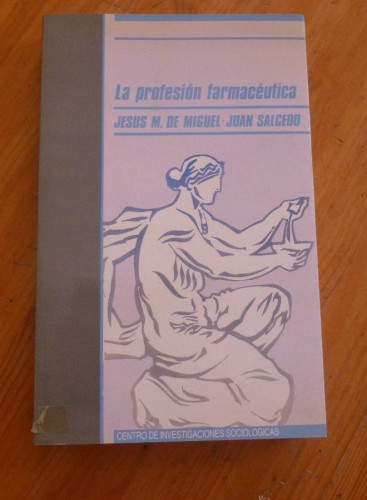 La profesión farmacéutica
JESUS M. DE MIGUEL · JUAN SALCEDO
CENTRO DE INVESTIGACIONES SOCIOLOGICAS